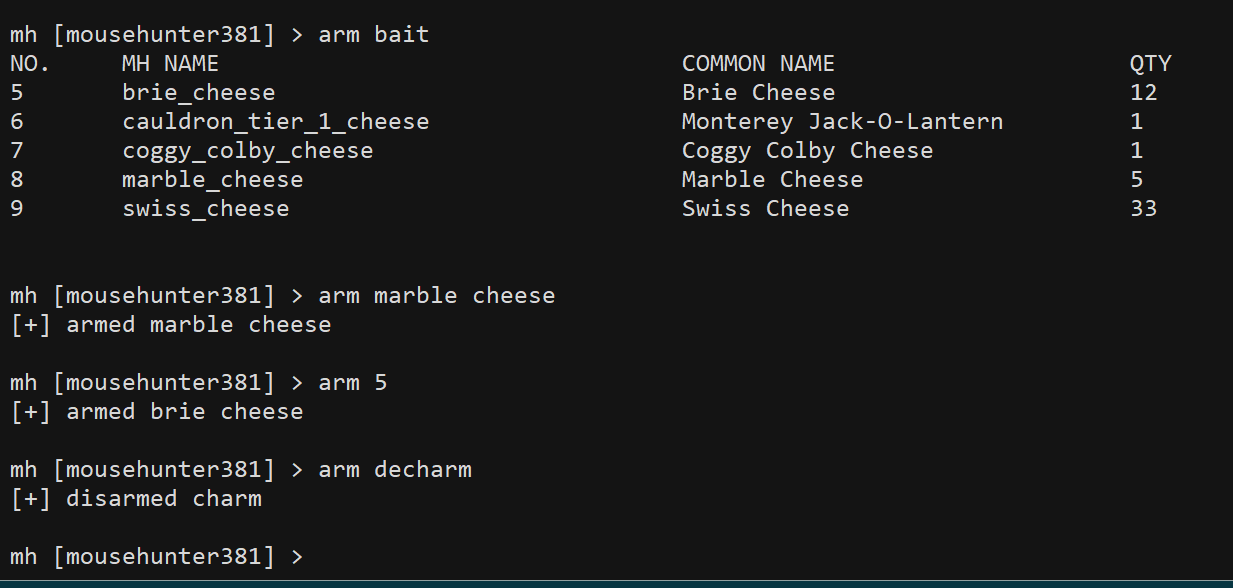 mh [mousehunter381] > arm bait
NO. MH NAME COMMON NAME QTY
5 brie_cheese Brie Cheese 12
6 cauldron_tier_1_cheese Monterey Jack-O-Lantern 1
7 coggy_colby_cheese Coggy Colby Cheese 1
8 marble_cheese Marble Cheese 5
9 swiss_cheese Swiss Cheese 33
mh [mousehunter381] > arm marble cheese
[+] armed marble cheese
mh [mousehunter381] > arm 5
[+] armed brie cheese
mh [mousehunter381] > arm decharm
[+] disarmed charm
mh [mousehunter381] >